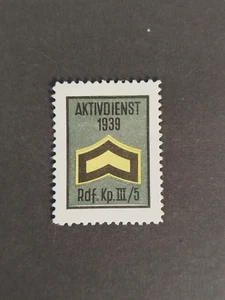 AKTIVDIENST
1939
Rdf. Kp. III/5